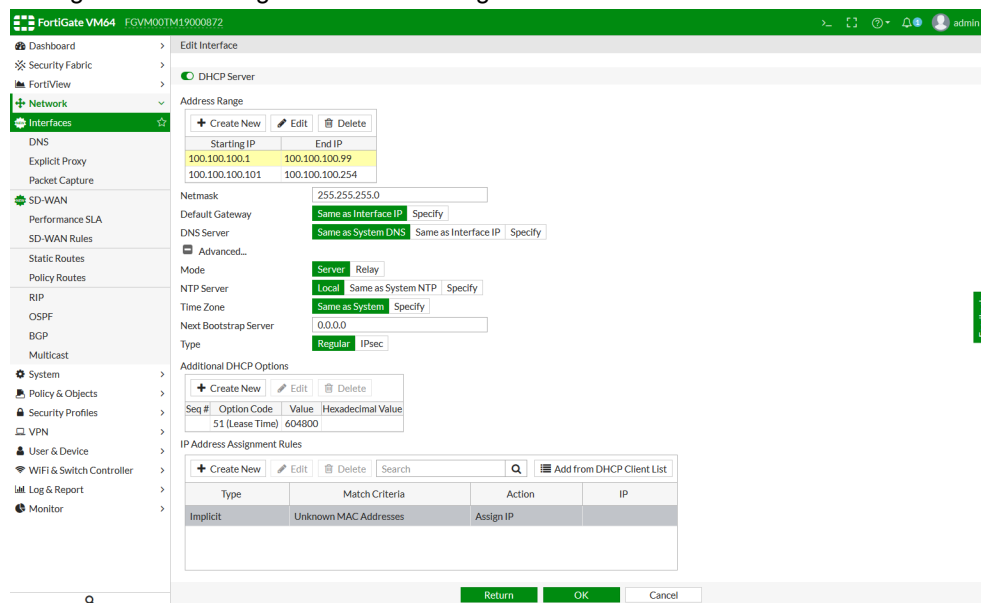 FortiGate VM64 FGVM00TM19000872
>_ admin
1
Dashboard
Security Fabric
FortiView
Network
Interfaces
DNS
Explicit Proxy
Packet Capture
SD-WAN
Performance SLA
SD-WAN Rules
Static Routes
Policy Routes
RIP
OSPF
BGP
Multicast
System
Policy & Objects
Security Profiles
VPN
User & Device
WiFi & Switch Controller
Log & Report
Monitor
Edit Interface
DHCP Server
Address Range
Create New Edit Delete
Starting IP End IP
100.100.100.1 100.100.100.99
100.100.100.101 100.100.100.254
Netmask 255.255.255.0
Default Gateway Same as Interface IP Specify
DNS Server Same as System DNS Same as Interface IP Specify
Advanced...
Mode Server Relay
NTP Server Local Same as System NTP Specify
Time Zone Same as System Specify
Next Bootstrap Server 0.0.0.0
Type Regular IPsec
Additional DHCP Options
Create New Edit Delete
Seq # Option Code Value Hexadecimal Value
51 (Lease Time) 604800
IP Address Assignment Rules
Create New Edit Delete Search Add from DHCP Client List
Type Match Criteria Action IP
Implicit Unknown MAC Addresses Assign IP
Return OK Cancel